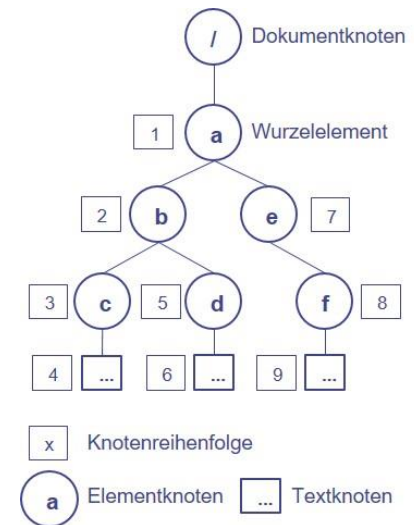 / Dokumentknoten
1 a Wurzelelement
2 b e 7
3 c 5 d f 8
4 ... 6 ... 9 ...
x Knotenreihenfolge
a Elementknoten ... Textknoten